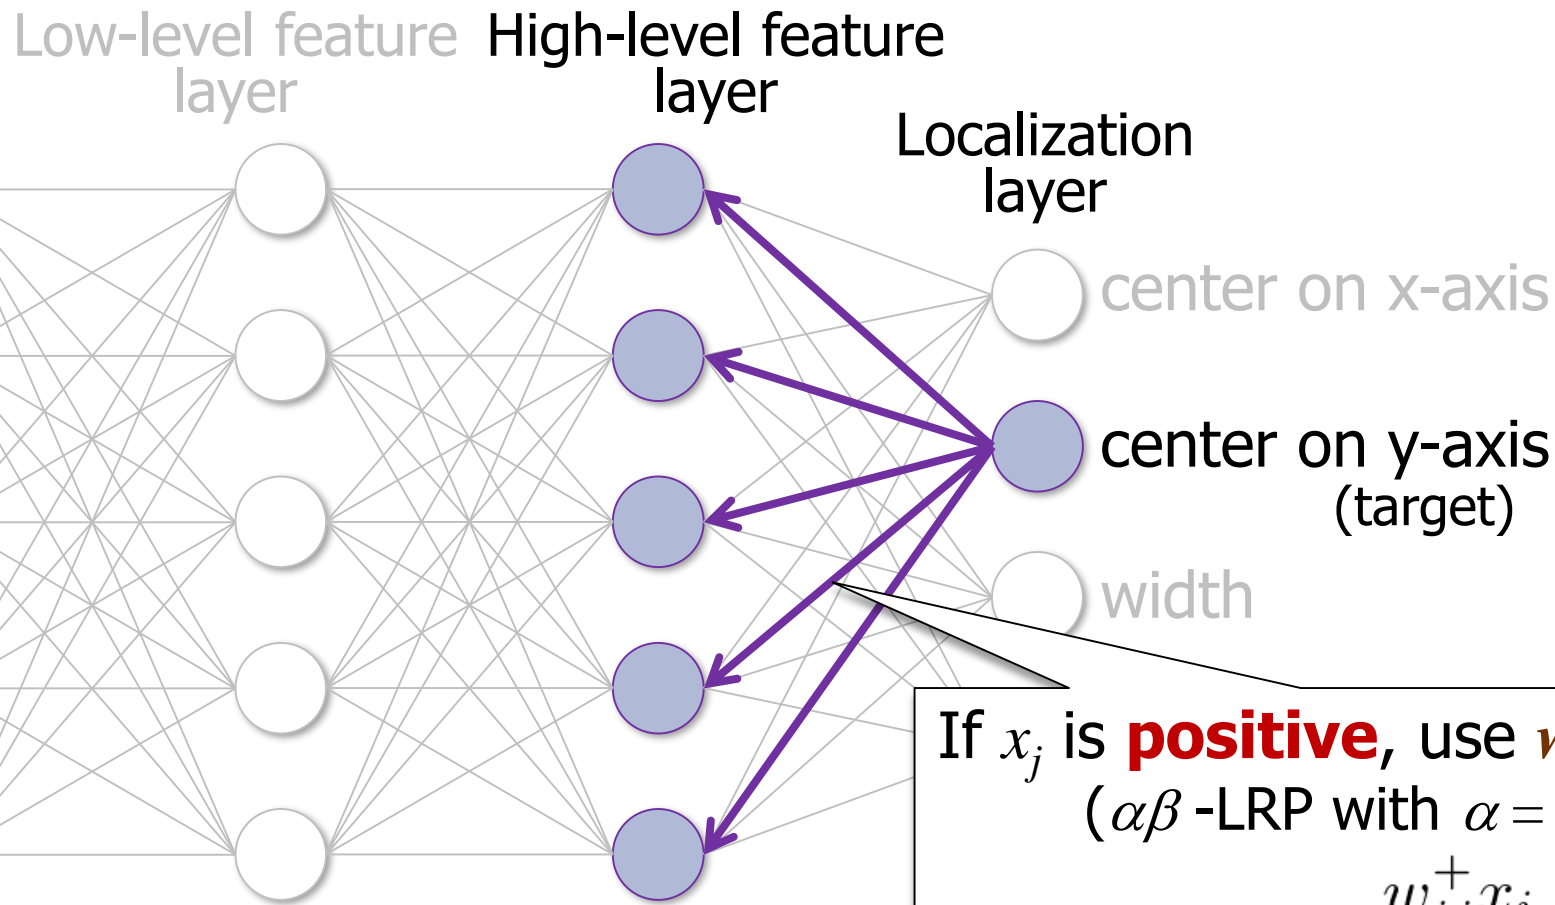 Low-level feature
layer
High-level feature
layer
Localization
layer
center on x-axis
center on y-axis
(target)
width
If x_j is positive, use
(αβ -LRP with α =